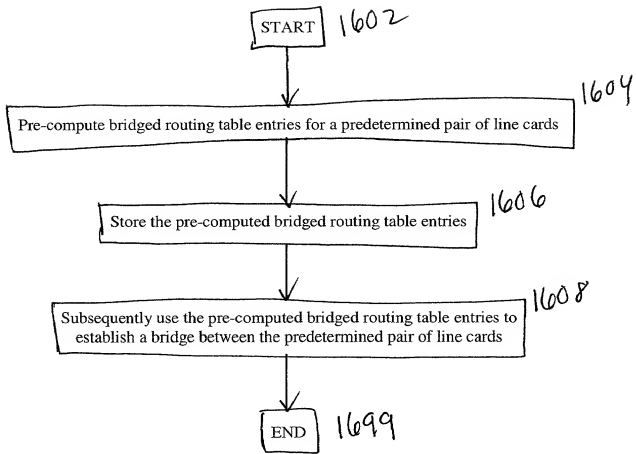 START 1602
1604
Pre-compute bridged routing table entries for a predetermined pair of line cards
1606
Store the pre-computed bridged routing table entries
1608
Subsequently use the pre-computed bridged routing table entries to
establish a bridge between the predetermined pair of line cards
END 1699